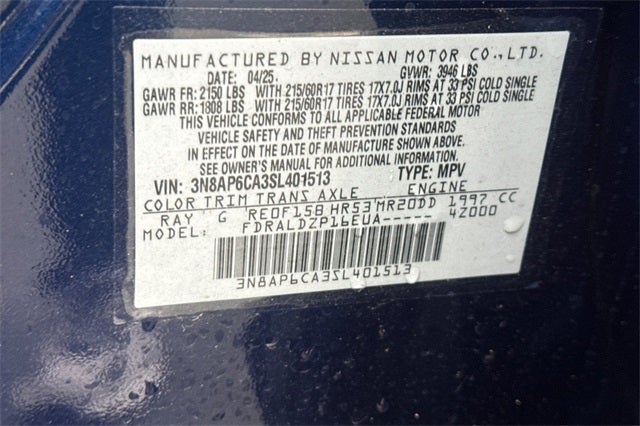 MANUFACTURED BY NISSAN MOTOR CO., LTD.
DATE: 04/25 GVWR: 3946 LBS
GAWR FR: 2150 LBS WITH 215/60R17 TIRES 17X7.0J RIMS AT 33 PSI COLD SINGLE
GAWR RR: 1808 LBS WITH 215/60R17 TIRES 17X7.0J RIMS AT 33 PSI COLD SINGLE
THIS VEHICLE CONFORMS TO ALL APPLICABLE FEDERAL MOTOR
VEHICLE SAFETY AND THEFT PREVENTION STANDARDS
IN EFFECT ON THE DATE OF MANUFACTURE SHOWN ABOVE.
SEE OWNER'S MANUAL FOR ADDITIONAL INFORMATION.
VIN: 3N8AP6CA3SL401513 TYPE: MPV
COLOR TRIM TRANS AXLE ENGINE
RAY G RE0F15B HR53 MR20DD 1997 CC
FDRALDZP16EUA----- 4Z000
3N8AP6CA3SL401513